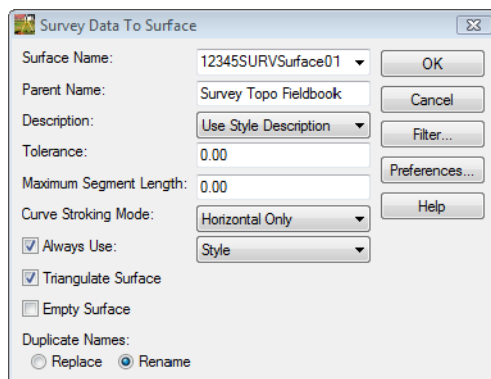 Survey Data To Surface
Surface Name: 12345SURVSurface01
Parent Name: Survey Topo Fieldbook
Description: Use Style Description
Tolerance: 0.00
Maximum Segment Length: 0.00
Curve Stroking Mode: Horizontal Only
Always Use: Style
Triangulate Surface
Empty Surface
Duplicate Names:
Replace Rename
OK
Cancel
Filter...
Preferences...
Help